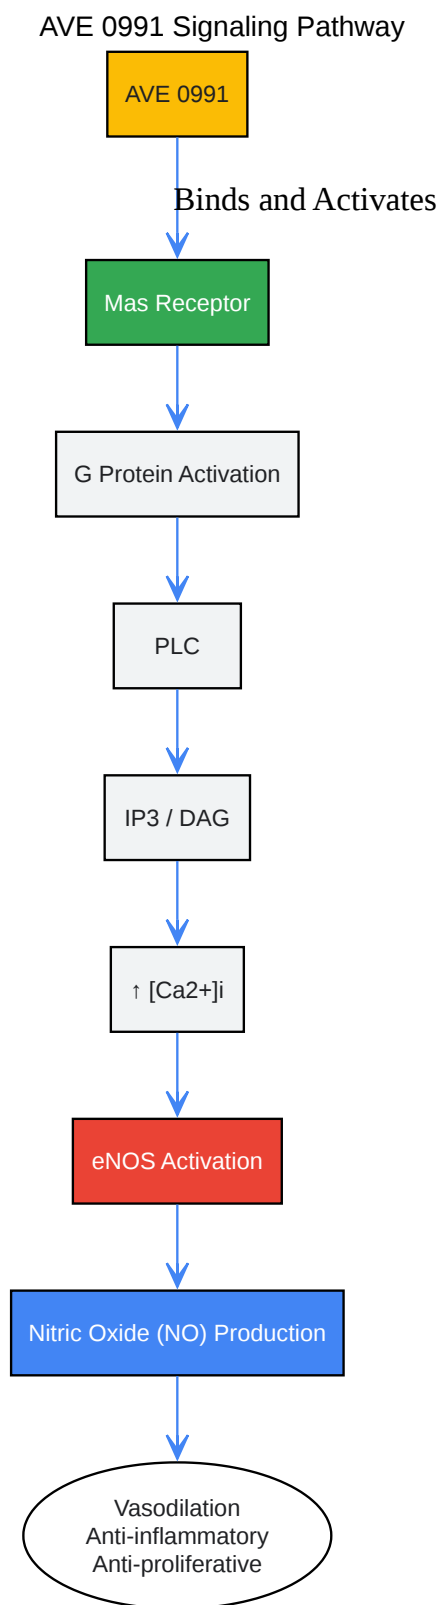 AVE 0991 Signaling Pathway
AVE 0991
Binds and Activates
Mas Receptor
G Protein Activation
PLC
IP3 / DAG
↑ [Ca2+]i
eNOS Activation
Nitric Oxide (NO) Production
Vasodilation
Anti-inflammatory
Anti-proliferative